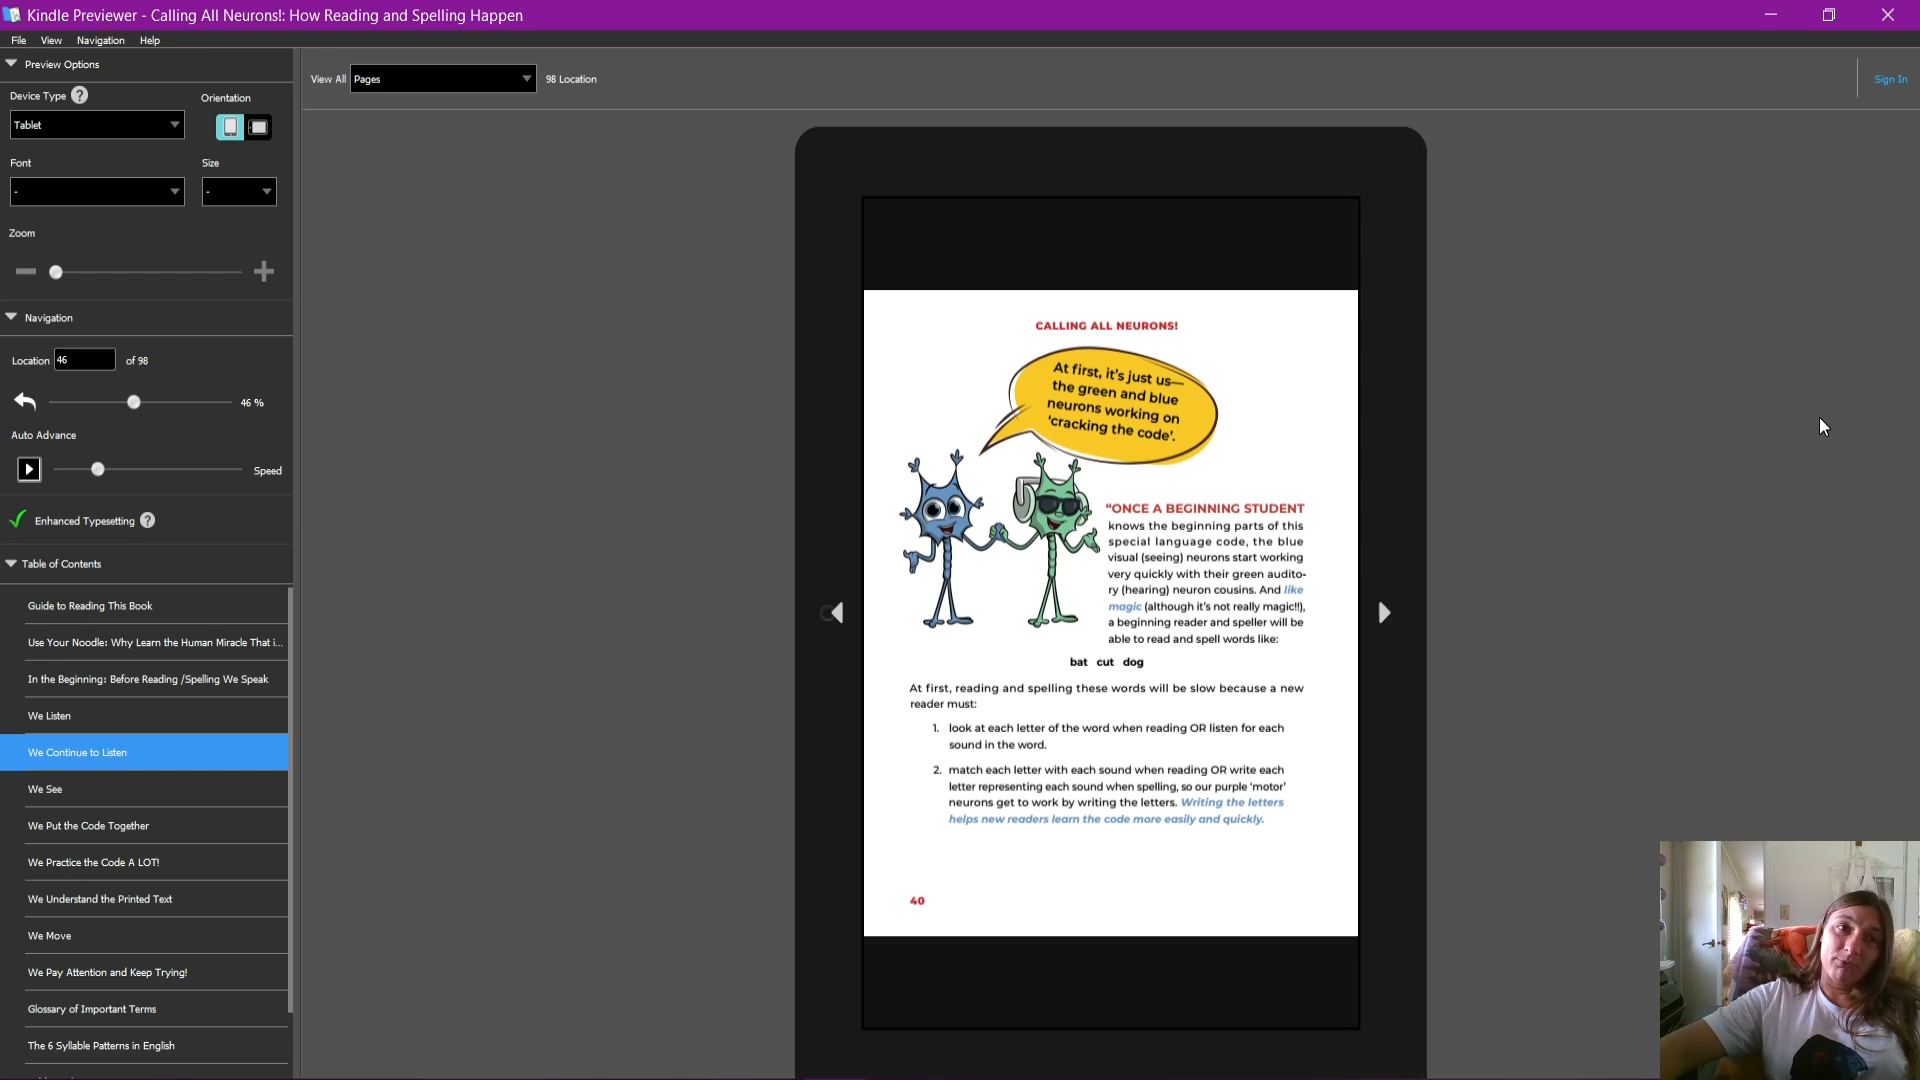 Kindle Previewer - Calling All Neurons!: How Reading and Spelling Happen
File View Navigation Help
Preview Options
Device Type ?
Orientation
Tablet
Font
Size
-
-
Zoom
Navigation
Location 46 of 98
46 %
Auto Advance
Speed
Enhanced Typesetting ?
Table of Contents
Guide to Reading This Book
Use Your Noodle: Why Learn the Human Miracle That i...
In the Beginning: Before Reading /Spelling We Speak
We Listen
We Continue to Listen
We See
We Put the Code Together
We Practice the Code A LOT!
We Understand the Printed Text
We Move
We Pay Attention and Keep Trying!
Glossary of Important Terms
The 6 Syllable Patterns in English
View All Pages 98 Location
Sign In
CALLING ALL NEURONS!
At first, it's just us—
the green and blue
neurons working on
'cracking the code'.
"ONCE A BEGINNING STUDENT
knows the beginning parts of this
special language code, the blue
visual (seeing) neurons start working
very quickly with their green audito-
ry (hearing) neuron cousins. And like
magic (although it's not really magic!!),
a beginning reader and speller will be
able to read and spell words like:
bat cut dog
At first, reading and spelling these words will be slow because a new
reader must:
1. look at each letter of the word when reading OR listen for each
sound in the word.
2. match each letter with each sound when reading OR write each
letter representing each sound when spelling, so our purple 'motor'
neurons get to work by writing the letters. Writing the letters
helps new readers learn the code more easily and quickly.
40